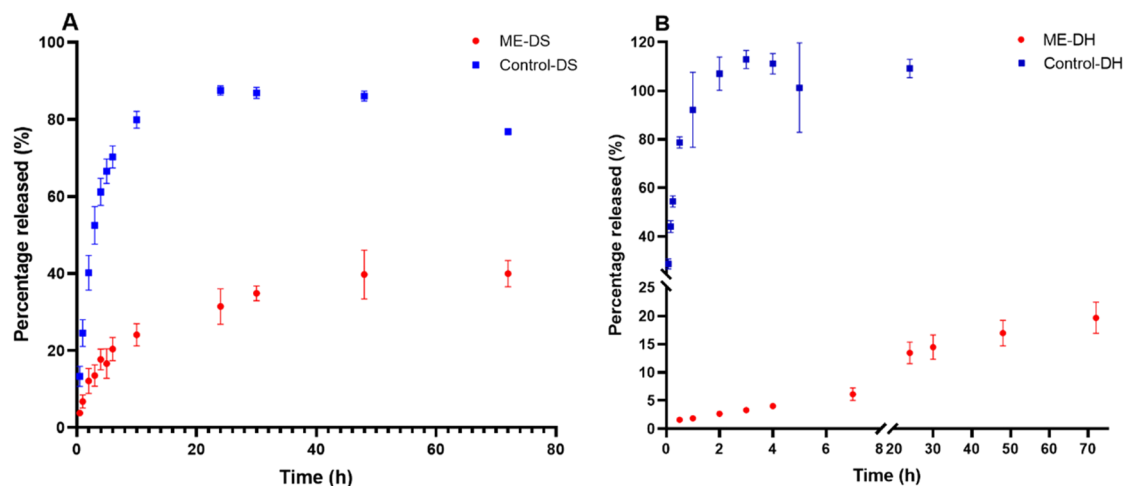 A
ME-DS
Control-DS
Percentage released (%)
100
80
60
40
20
0
0 20 40 60 80
Time (h)
B
ME-DH
Control-DH
Percentage released (%)
120
100
80
60
40
25
20
15
10
5
0
0 2 4 6 8 20 30 40 50 60 70
Time (h)